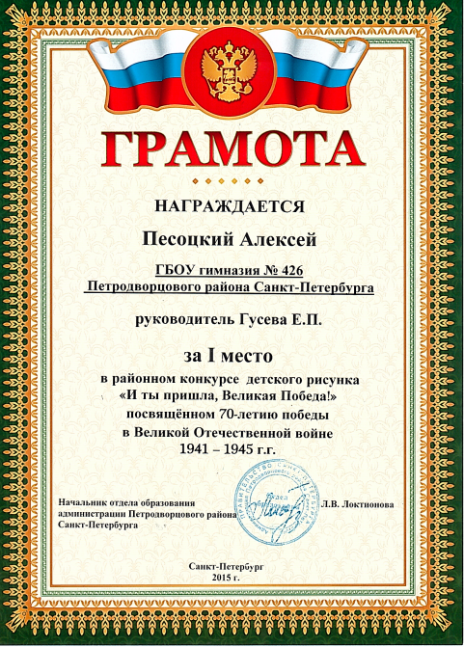 ГРАМОТА
НАГРАЖДАЕТСЯ
Песоцкий Алексей
ГБОУ гимназия № 426
Петродворцового района Санкт-Петербурга
руководитель Гусева Е.П.
за I место
в районном конкурсе детского рисунка
«И ты пришла, Великая Победа!»
посвящённом 70-летию победы
в Великой Отечественной войне
1941 – 1945 г.г.
Начальник отдела образования
администрации Петродворцового района
Санкт-Петербурга
Л.В. Локтионова
Санкт-Петербург
2015 г.